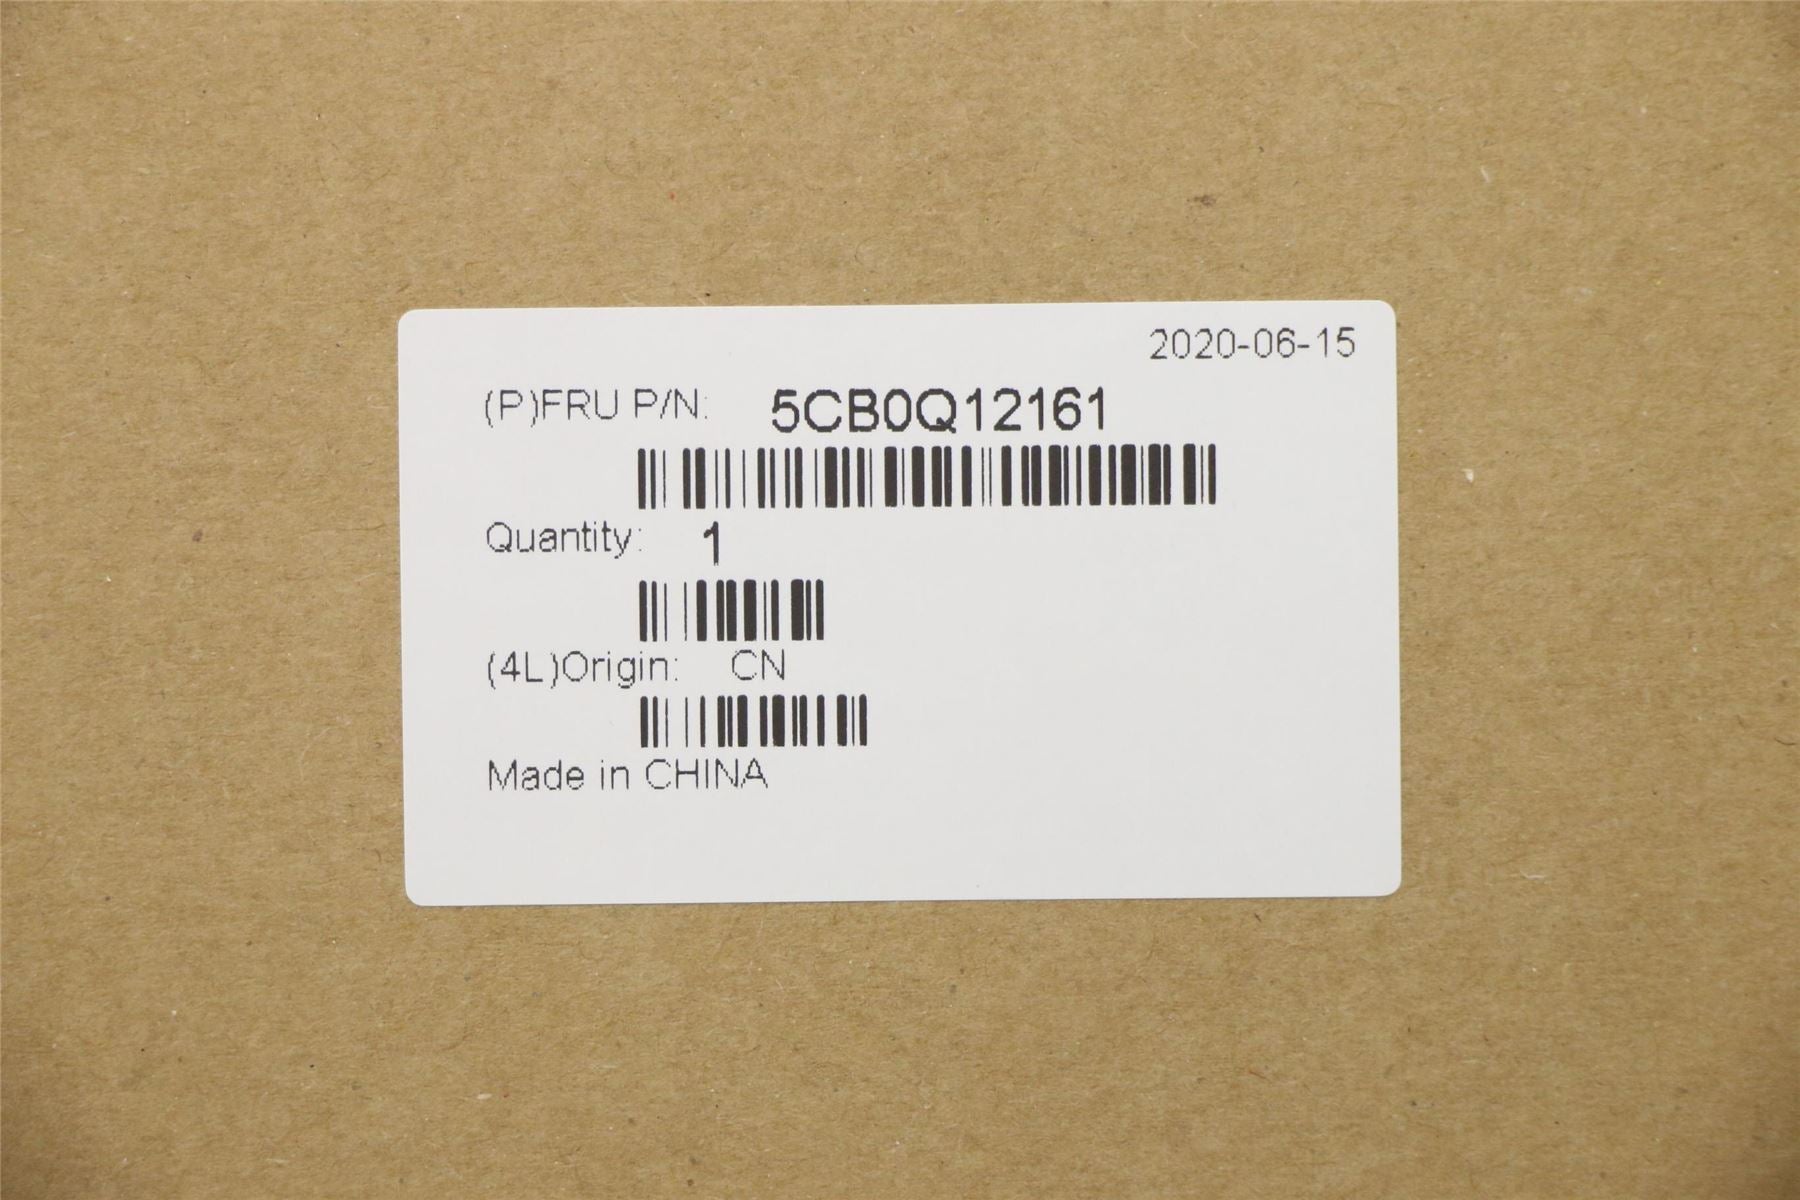 2020-06-15
(P)FRU P/N: 5CB0Q12161
Quantity: 1
(4L)Origin: CN
Made in CHINA